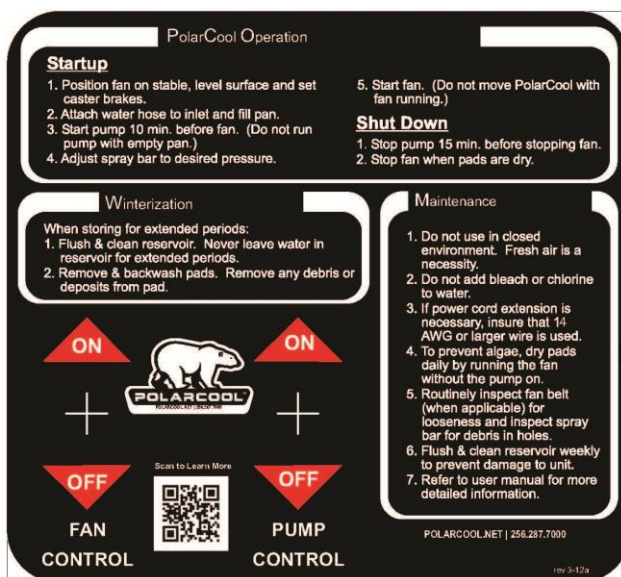 PolarCool Operation
Startup
1. Position fan on stable, level surface and set
caster brakes.
2. Attach water hose to inlet and fill pan.
3. Start pump 10 min. before fan. (Do not run
pump with empty pan.)
4. Adjust spray bar to desired pressure.
5. Start fan. (Do not move PolarCool with
fan running.)
Shut Down
1. Stop pump 15 min. before stopping fan.
2. Stop fan when pads are dry.
Winterization
When storing for extended periods:
1. Flush & clean reservoir. Never leave water in
reservoir for extended periods.
2. Remove & backwash pads. Remove any debris or
deposits from pad.
Maintenance
1. Do not use in closed
environment. Fresh air is a
necessity.
2. Do not add bleach or chlorine
to water.
3. If power cord extension is
necessary, insure that 14
AWG or larger wire is used.
4. To prevent algae, dry pads
daily by running the fan
without the pump on.
5. Routinely inspect fan belt
(when applicable) for
looseness and inspect spray
bar for debris in holes.
6. Flush & clean reservoir weekly
to prevent damage to unit.
7. Refer to user manual for more
detailed information.
POLARCOOL.NET | 256.287.7000
rev 3-12a
ON
ON
POLARCOOL
Scan to Learn More
OFF
OFF
FAN
CONTROL
PUMP
CONTROL